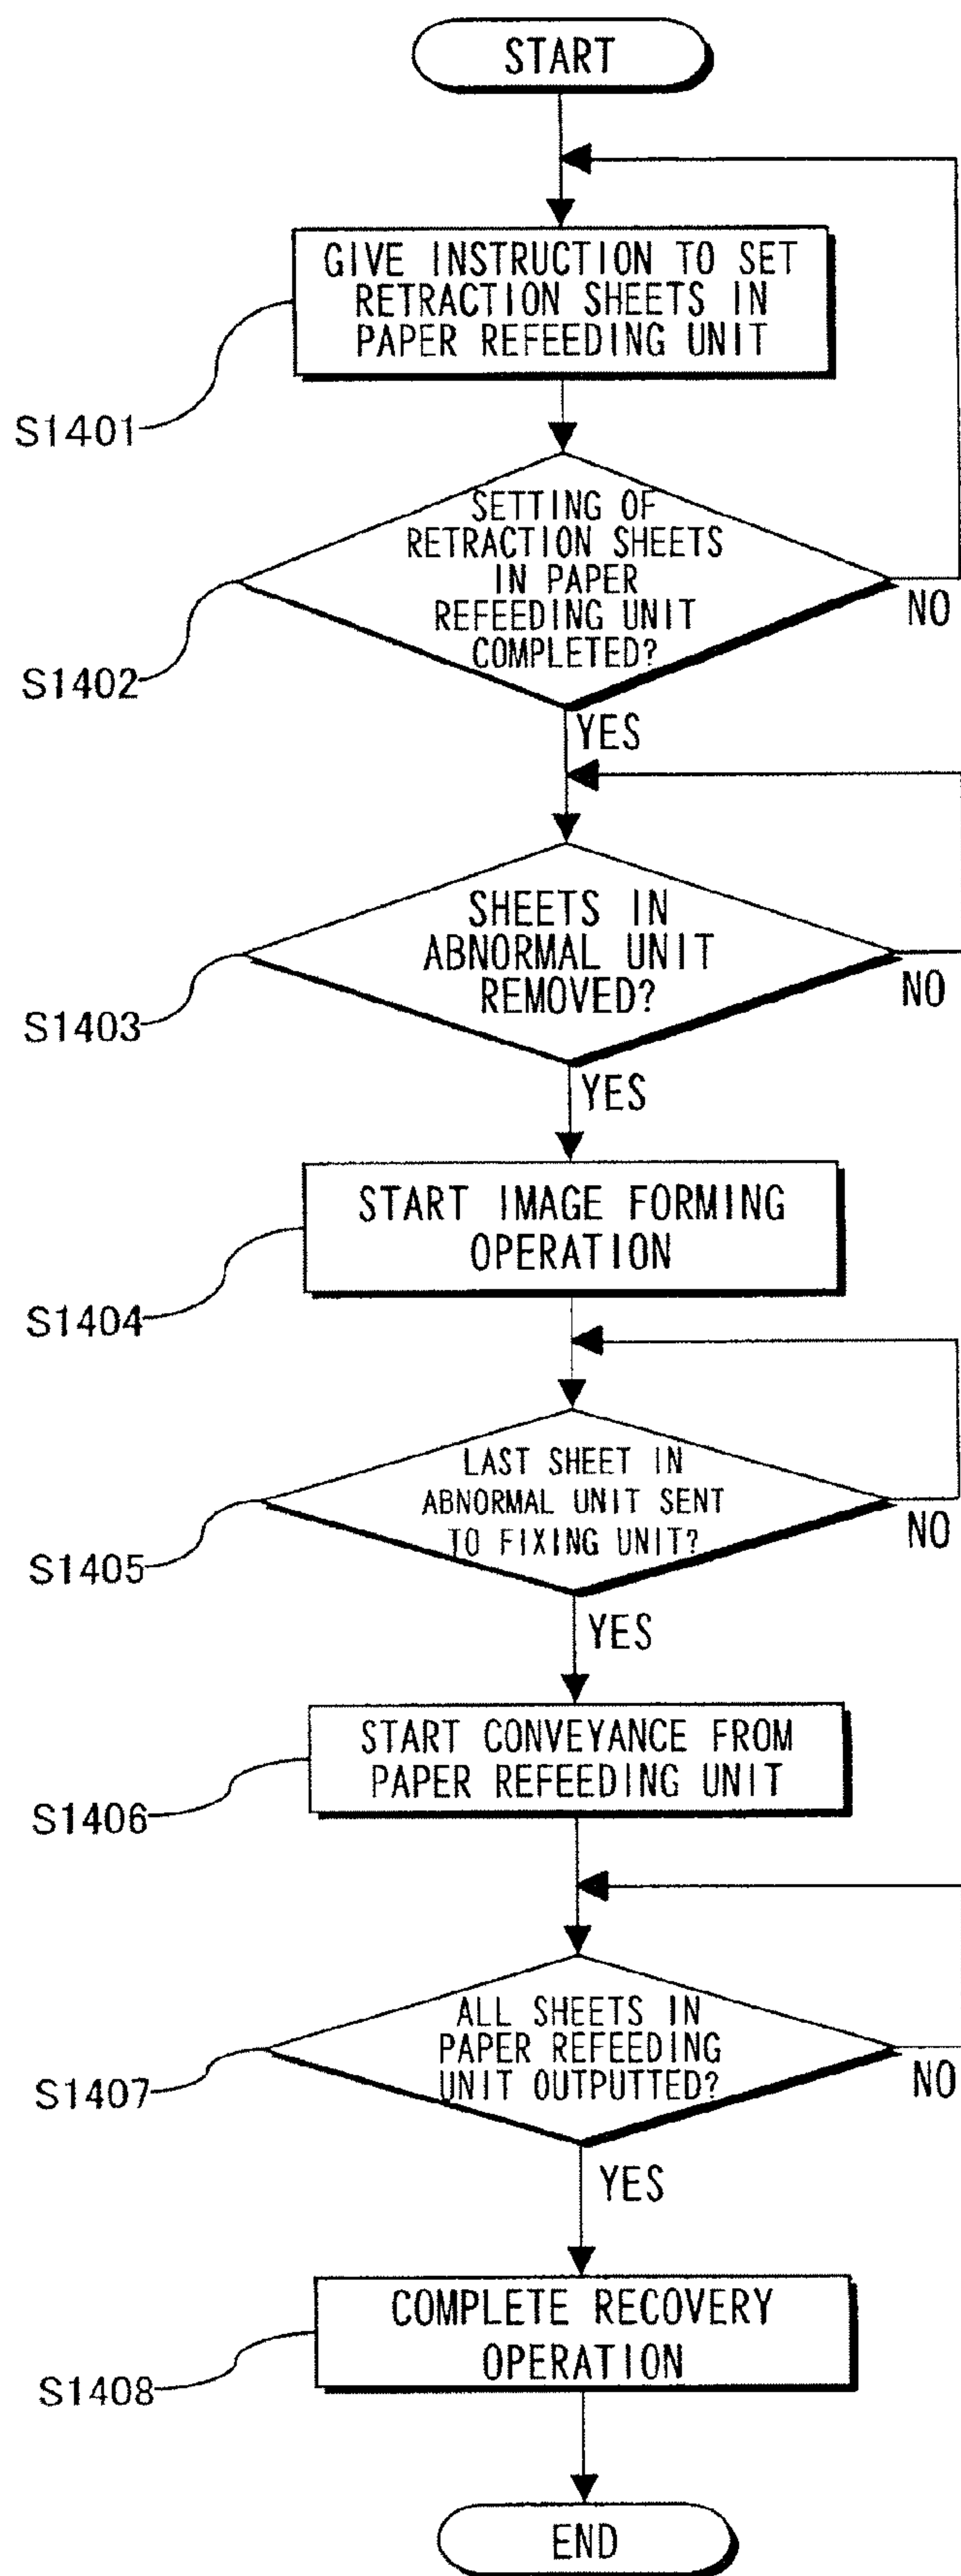 START
GIVE INSTRUCTION TO SET
RETRACTION SHEETS IN
PAPER REFEEDING UNIT
S1401
SETTING OF
RETRACTION SHEETS
IN PAPER
REFEEDING UNIT
COMPLETED?
NO
S1402
YES
SHEETS IN
ABNORMAL UNIT
REMOVED?
NO
S1403
YES
START IMAGE FORMING
OPERATION
S1404
LAST SHEET IN
ABNORMAL UNIT SENT
TO FIXING UNIT?
NO
S1405
YES
START CONVEYANCE FROM
PAPER REFEEDING UNIT
S1406
ALL SHEETS IN
PAPER REFEEDING
UNIT OUTPUTTED?
NO
S1407
YES
COMPLETE RECOVERY
OPERATION
S1408
END